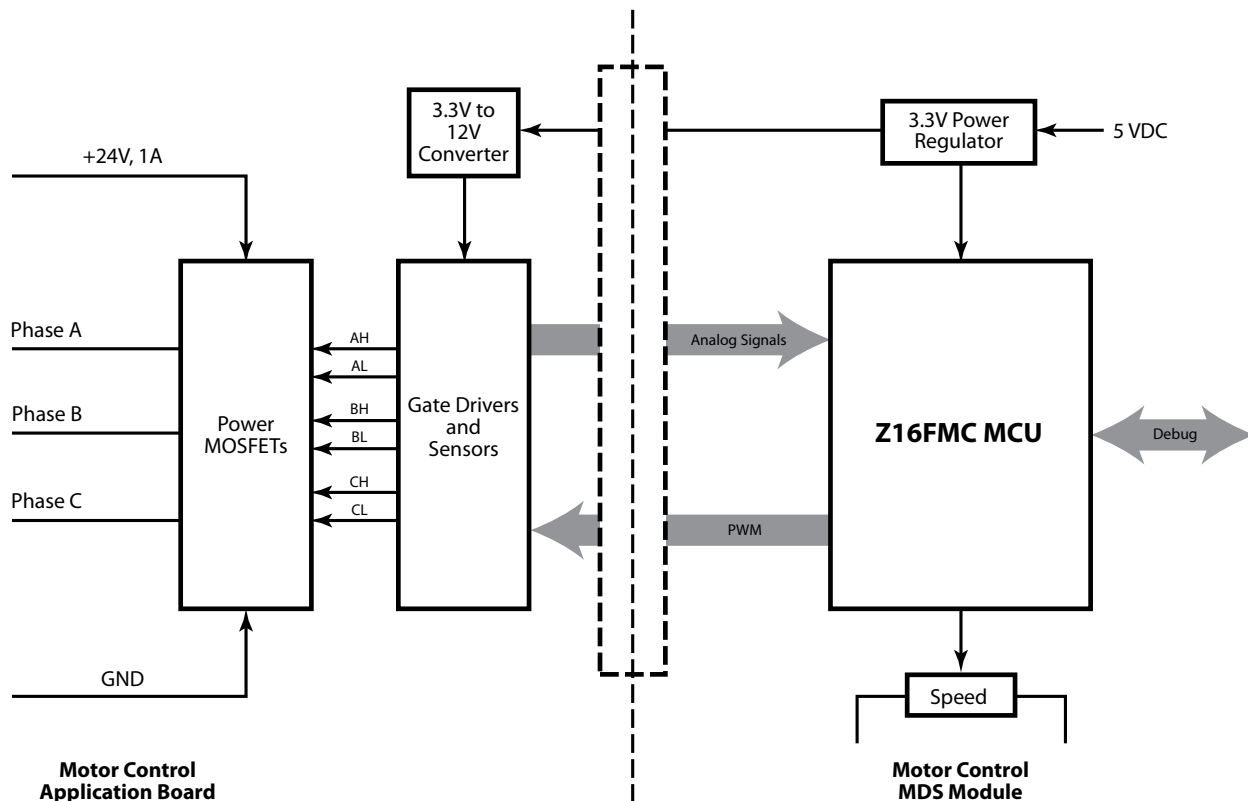 3.3V to
12V
Converter
3.3V Power
Regulator
5 VDC
+24V, 1A
Phase A
Phase B
Phase C
Power
MOSFETs
AH
AL
BH
BL
CH
CL
Gate Drivers
and
Sensors
Analog Signals
PWM
Z16FMC MCU
Debug
GND
Speed
Motor Control
Application Board
Motor Control
MDS Module